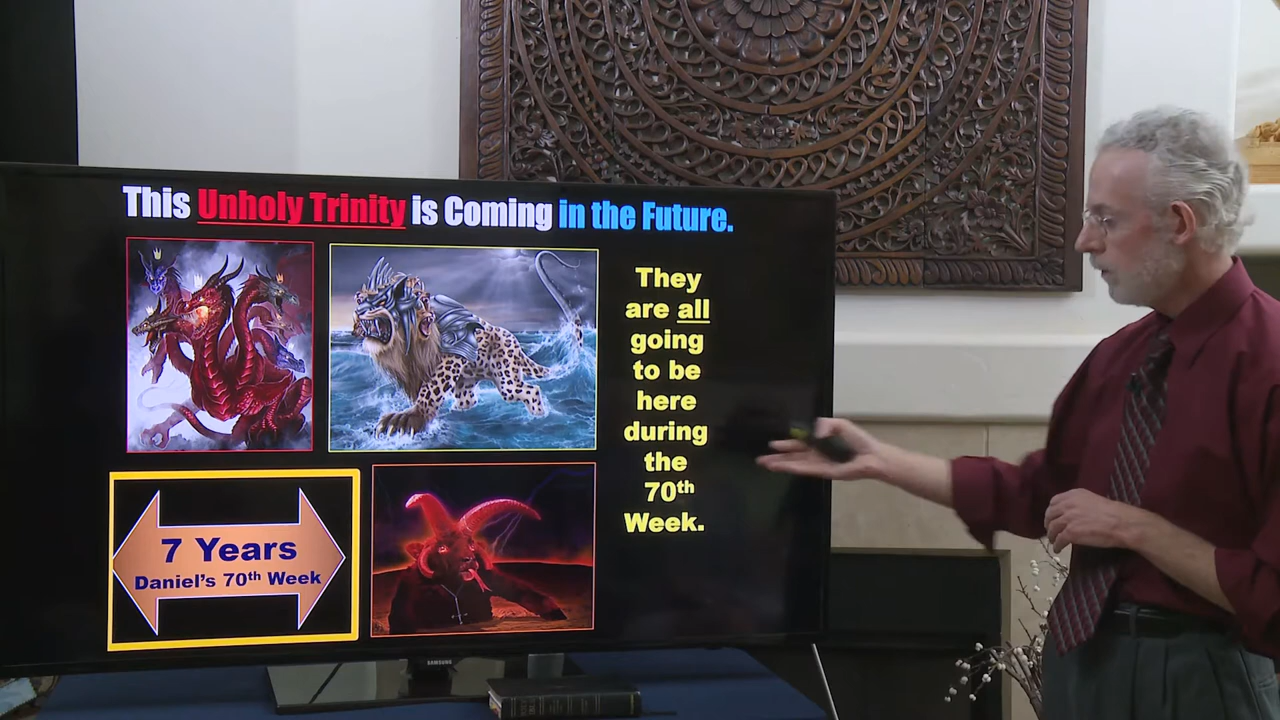 This Unholy Trinity is Coming in the Future.
They
are all
going
to be
here
during
the
70th
Week.
7 Years
Daniel's 70th Week
SAMSUNG